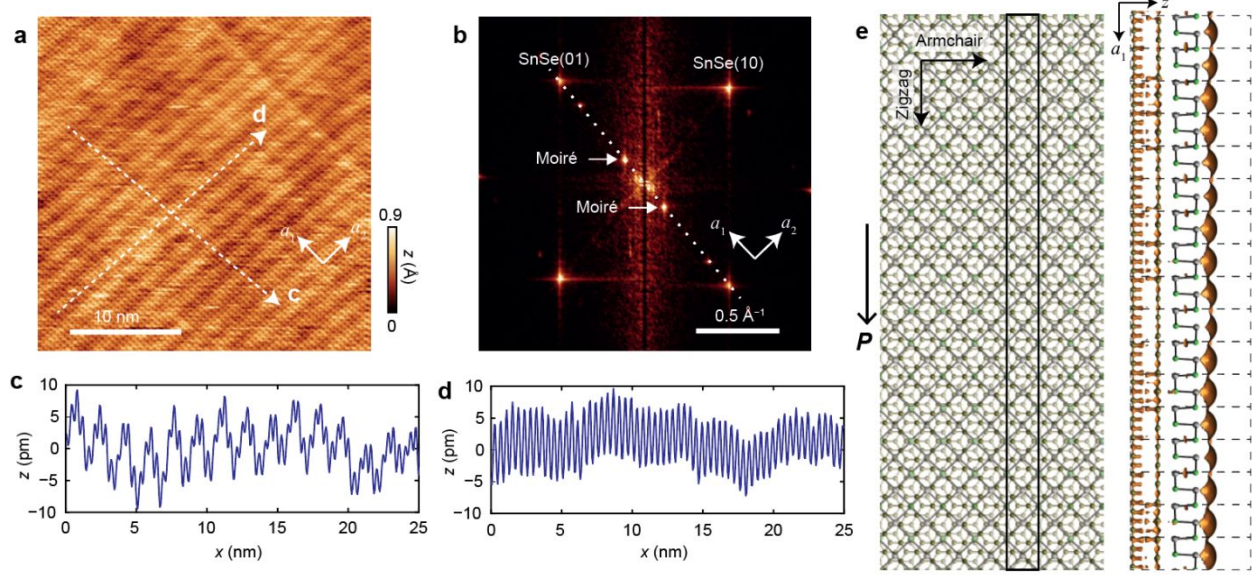 a
d
c
a₁
10 nm
0.9
z (Å)
0
b
SnSe(01)
SnSe(10)
Moiré
Moiré
a₁
a₂
0.5 Å⁻¹
c
z (pm)
10
5
0
−5
−10
0
5
10
15
20
25
x (nm)
d
z (pm)
10
5
0
−5
−10
0
5
10
15
20
25
x (nm)
e
Armchair
Zigzag
P
z
a₁